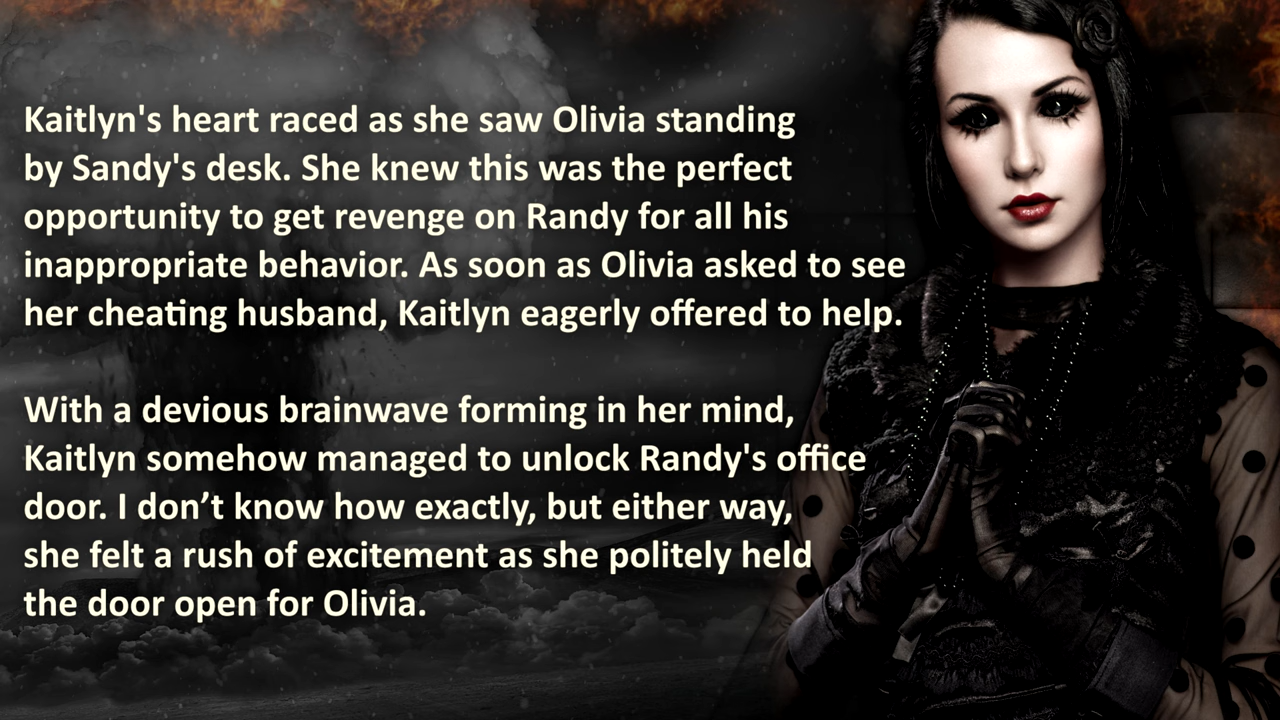 Kaitlyn's heart raced as she saw Olivia standing
by Sandy's desk. She knew this was the perfect
opportunity to get revenge on Randy for all his
inappropriate behavior. As soon as Olivia asked to see
her cheating husband, Kaitlyn eagerly offered to help.
With a devious brainwave forming in her mind,
Kaitlyn somehow managed to unlock Randy's office
door. I don’t know how exactly, but either way,
she felt a rush of excitement as she politely held
the door open for Olivia.